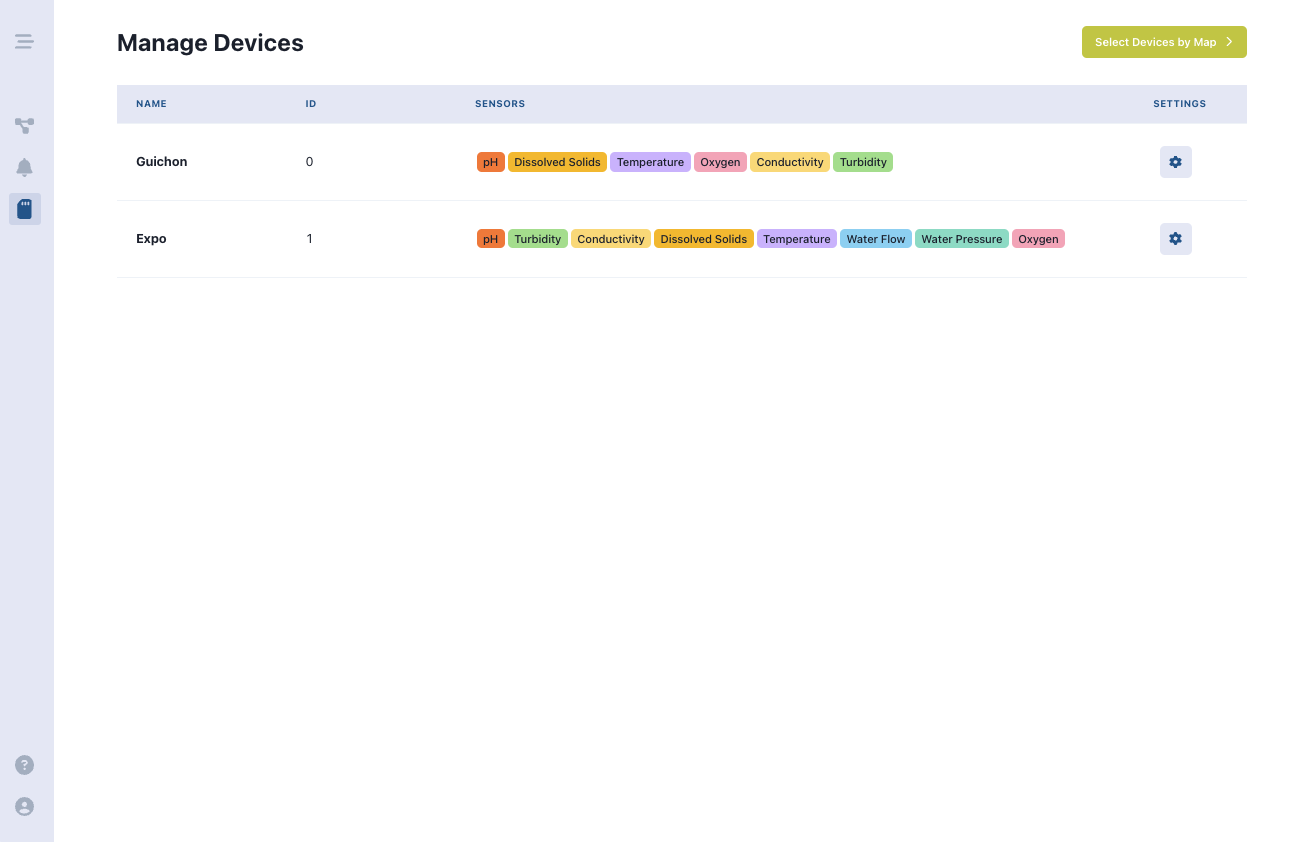 Manage Devices
Select Devices by Map
NAME ID SENSORS SETTINGS
Guichon 0 pH Dissolved Solids Temperature Oxygen Conductivity Turbidity
Expo 1 pH Turbidity Conductivity Dissolved Solids Temperature Water Flow Water Pressure Oxygen
?